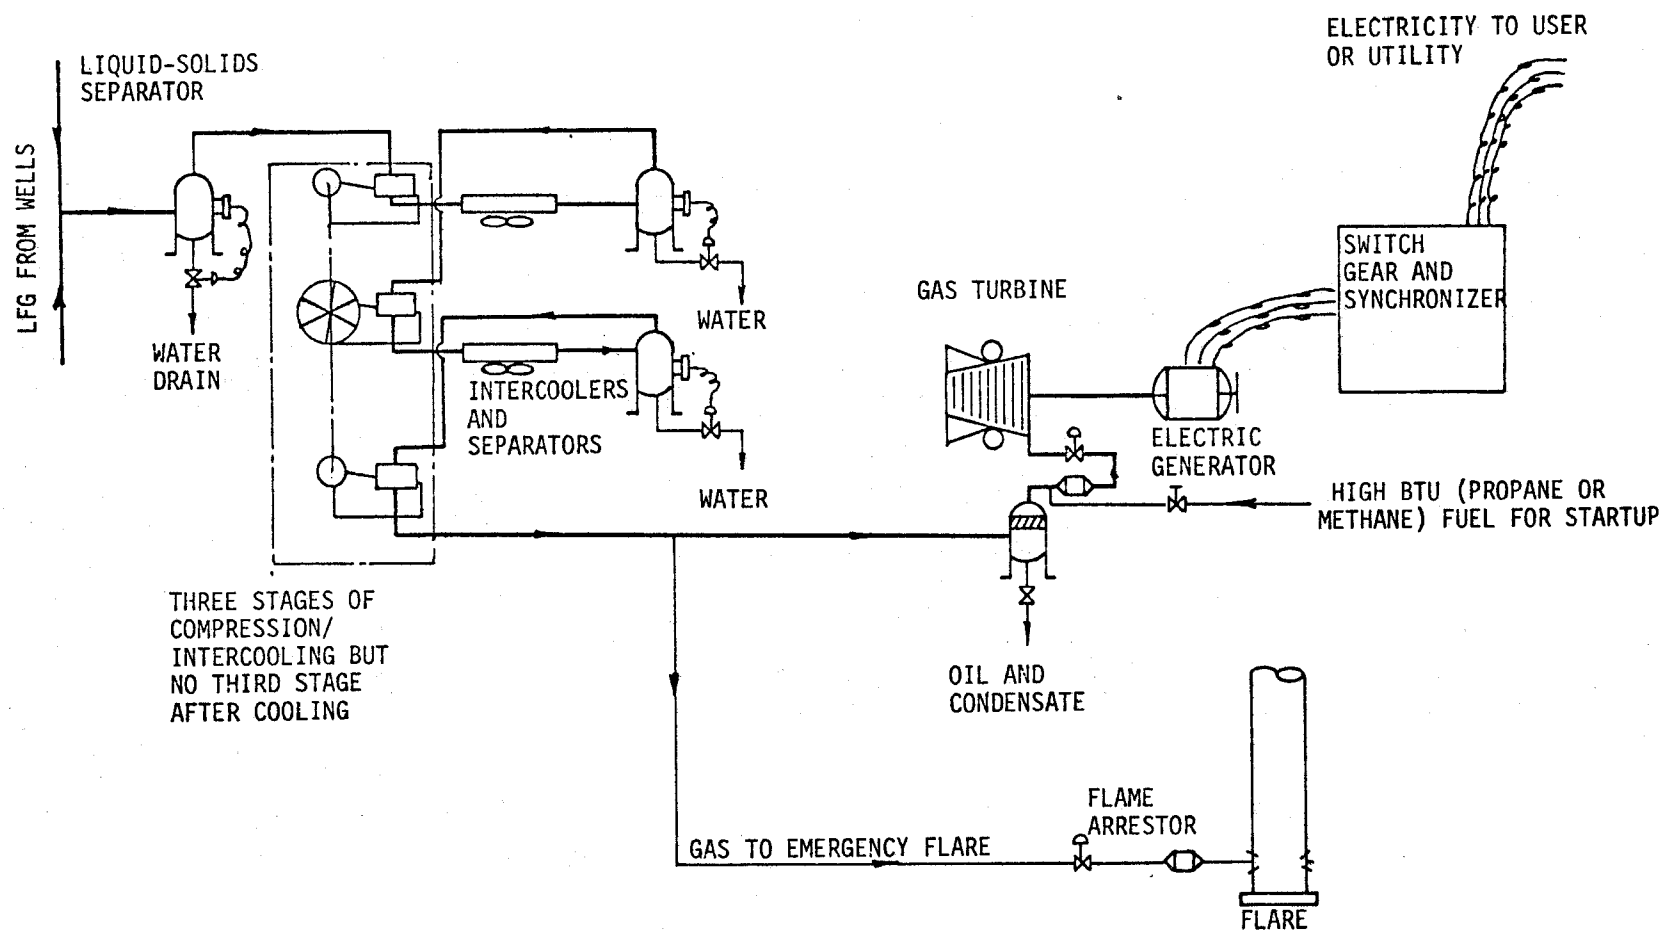 ELECTRICITY TO USER
OR UTILITY
LIQUID-SOLIDS
SEPARATOR
LFG FROM WELLS
WATER
DRAIN
WATER
INTERCOOLERS
AND
SEPARATORS
WATER
GAS TURBINE
SWITCH
GEAR AND
SYNCHRONIZER
ELECTRIC
GENERATOR
HIGH BTU (PROPANE OR
METHANE) FUEL FOR STARTUP
THREE STAGES OF
COMPRESSION/
INTERCOOLING BUT
NO THIRD STAGE
AFTER COOLING
OIL AND
CONDENSATE
FLAME
ARRESTOR
GAS TO EMERGENCY FLARE
FLARE